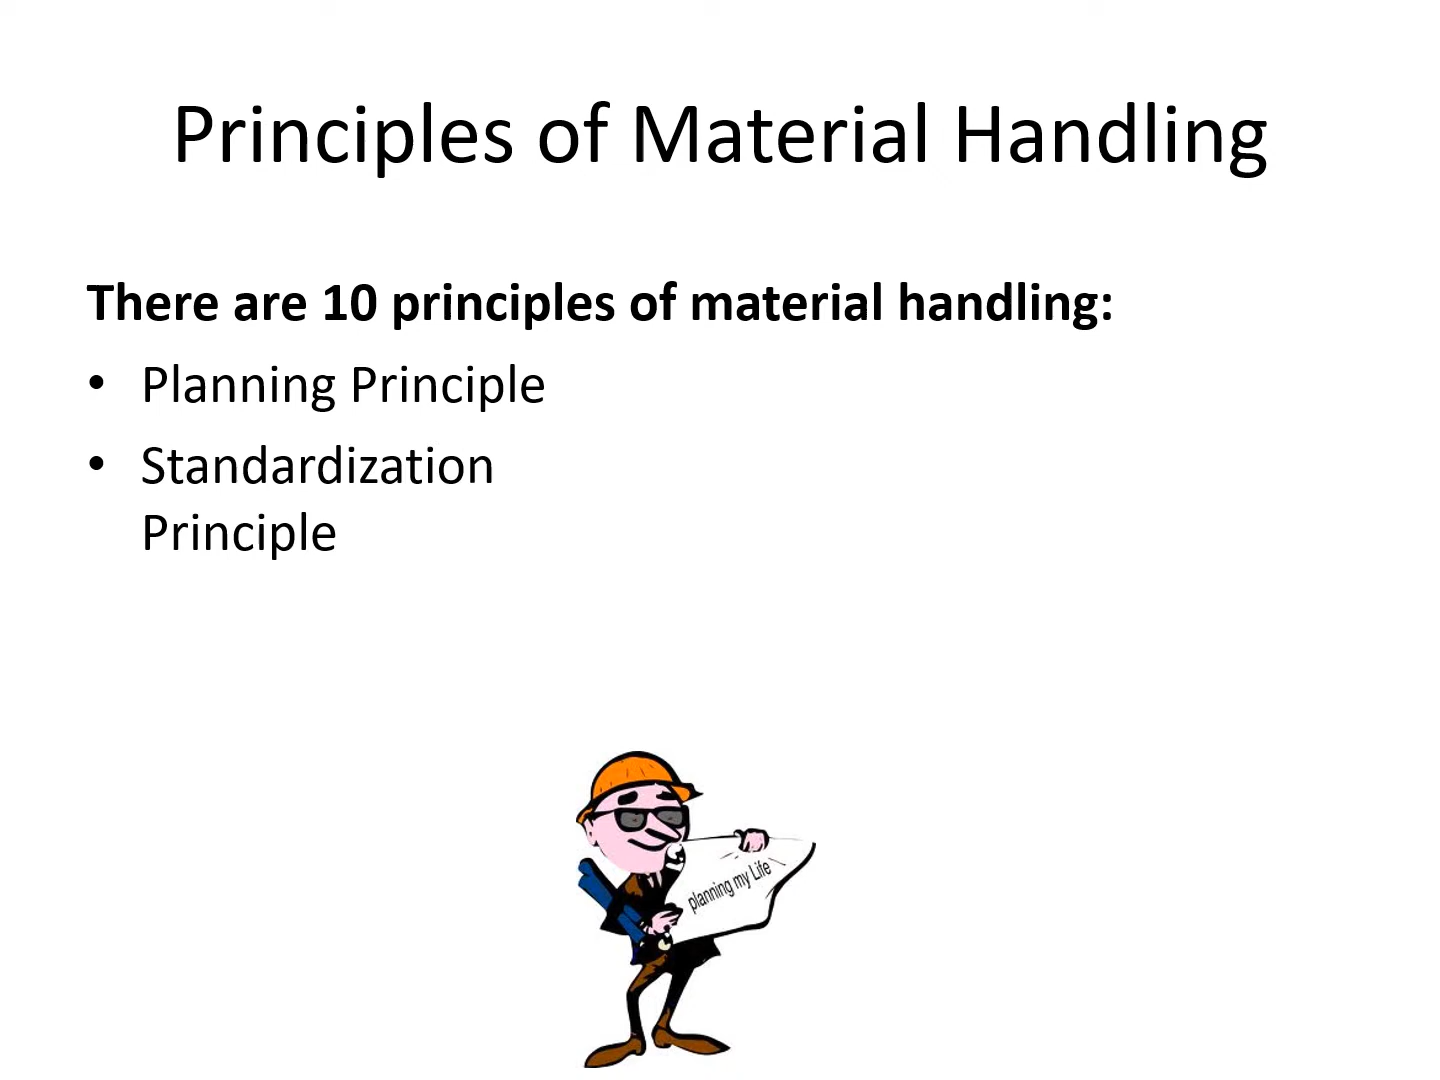 Principles of Material Handling
There are 10 principles of material handling:
• Planning Principle
• Standardization
Principle
planning my Life